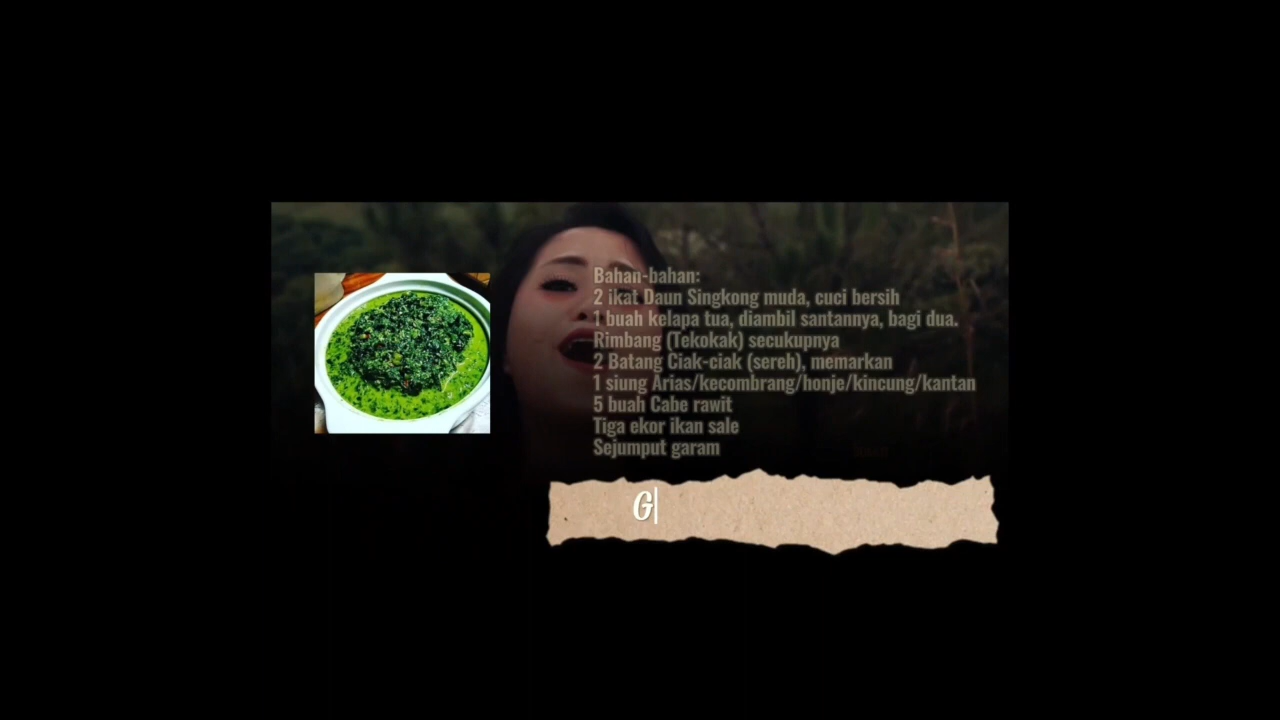 Bahan-bahan:
2 ikat Daun Singkong muda, cuci bersih
1 buah kelapa tua, diambil santannya, bagi dua.
Rimbang (Tekokak) secukupnya
2 Batang Ciak-ciak (sereh), memarkan
1 siung Arias/kecombrang/honje/kincung/kantan
5 buah Cabe rawit
Tiga ekor ikan sale
Sejumput garam
G